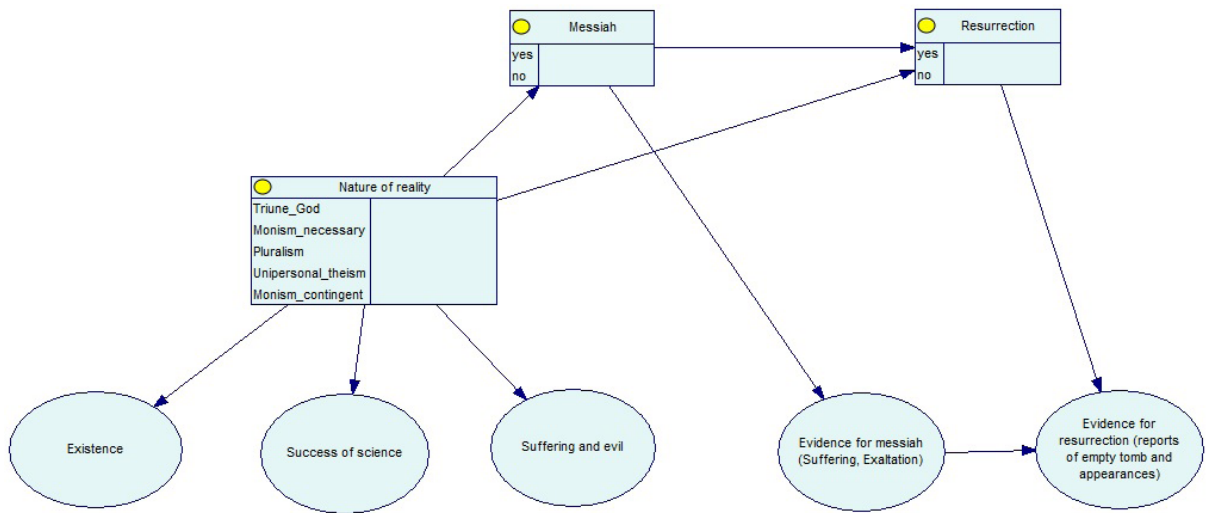 Messiah
yes
no
Resurrection
yes
no
Nature of reality
Triune_God
Monism_necessary
Pluralism
Unipersonal_theism
Monism_contingent
Existence
Success of science
Suffering and evil
Evidence for messiah
(Suffering, Exaltation)
Evidence for
resurrection (reports
of empty tomb and
appearances)